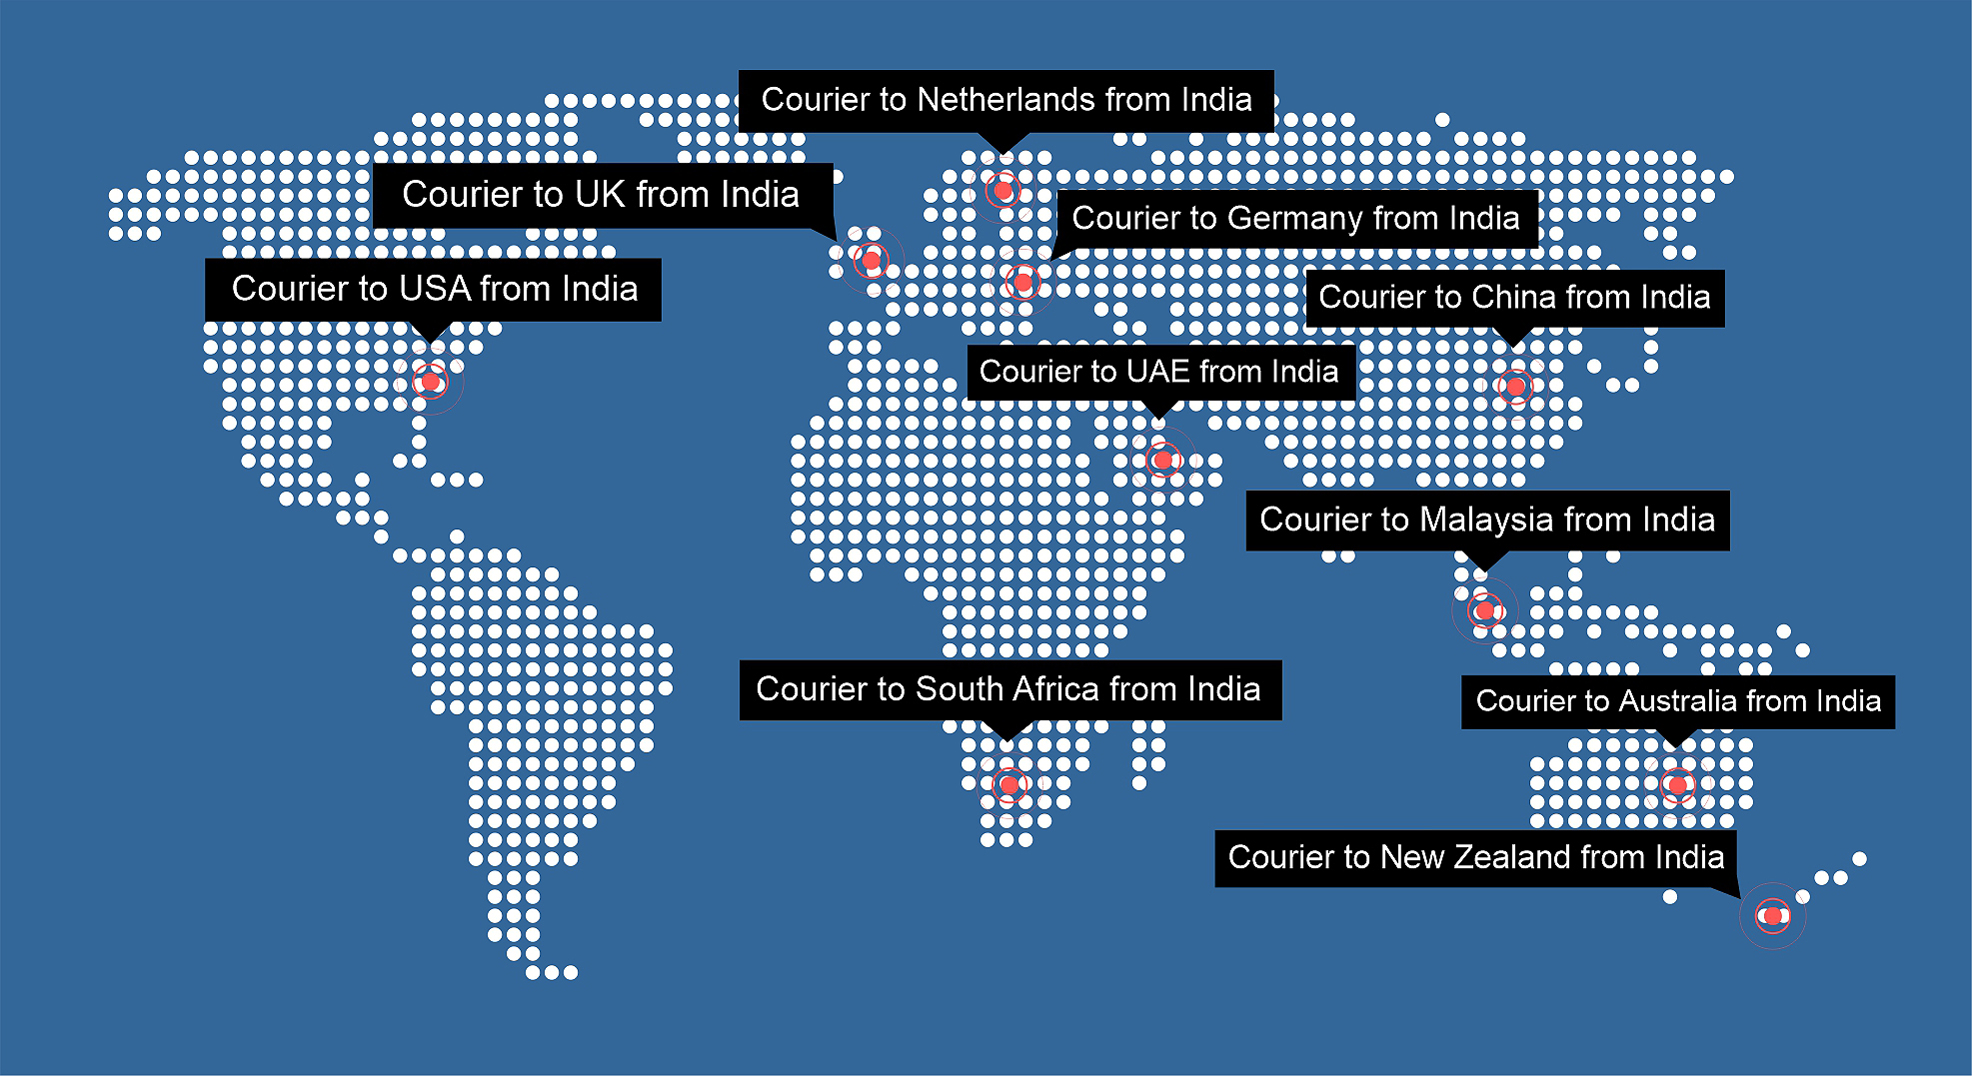 Courier to Netherlands from India
Courier to UK from India
Courier to Germany from India
Courier to USA from India
Courier to China from India
Courier to UAE from India
Courier to Malaysia from India
Courier to South Africa from India
Courier to Australia from India
Courier to New Zealand from India